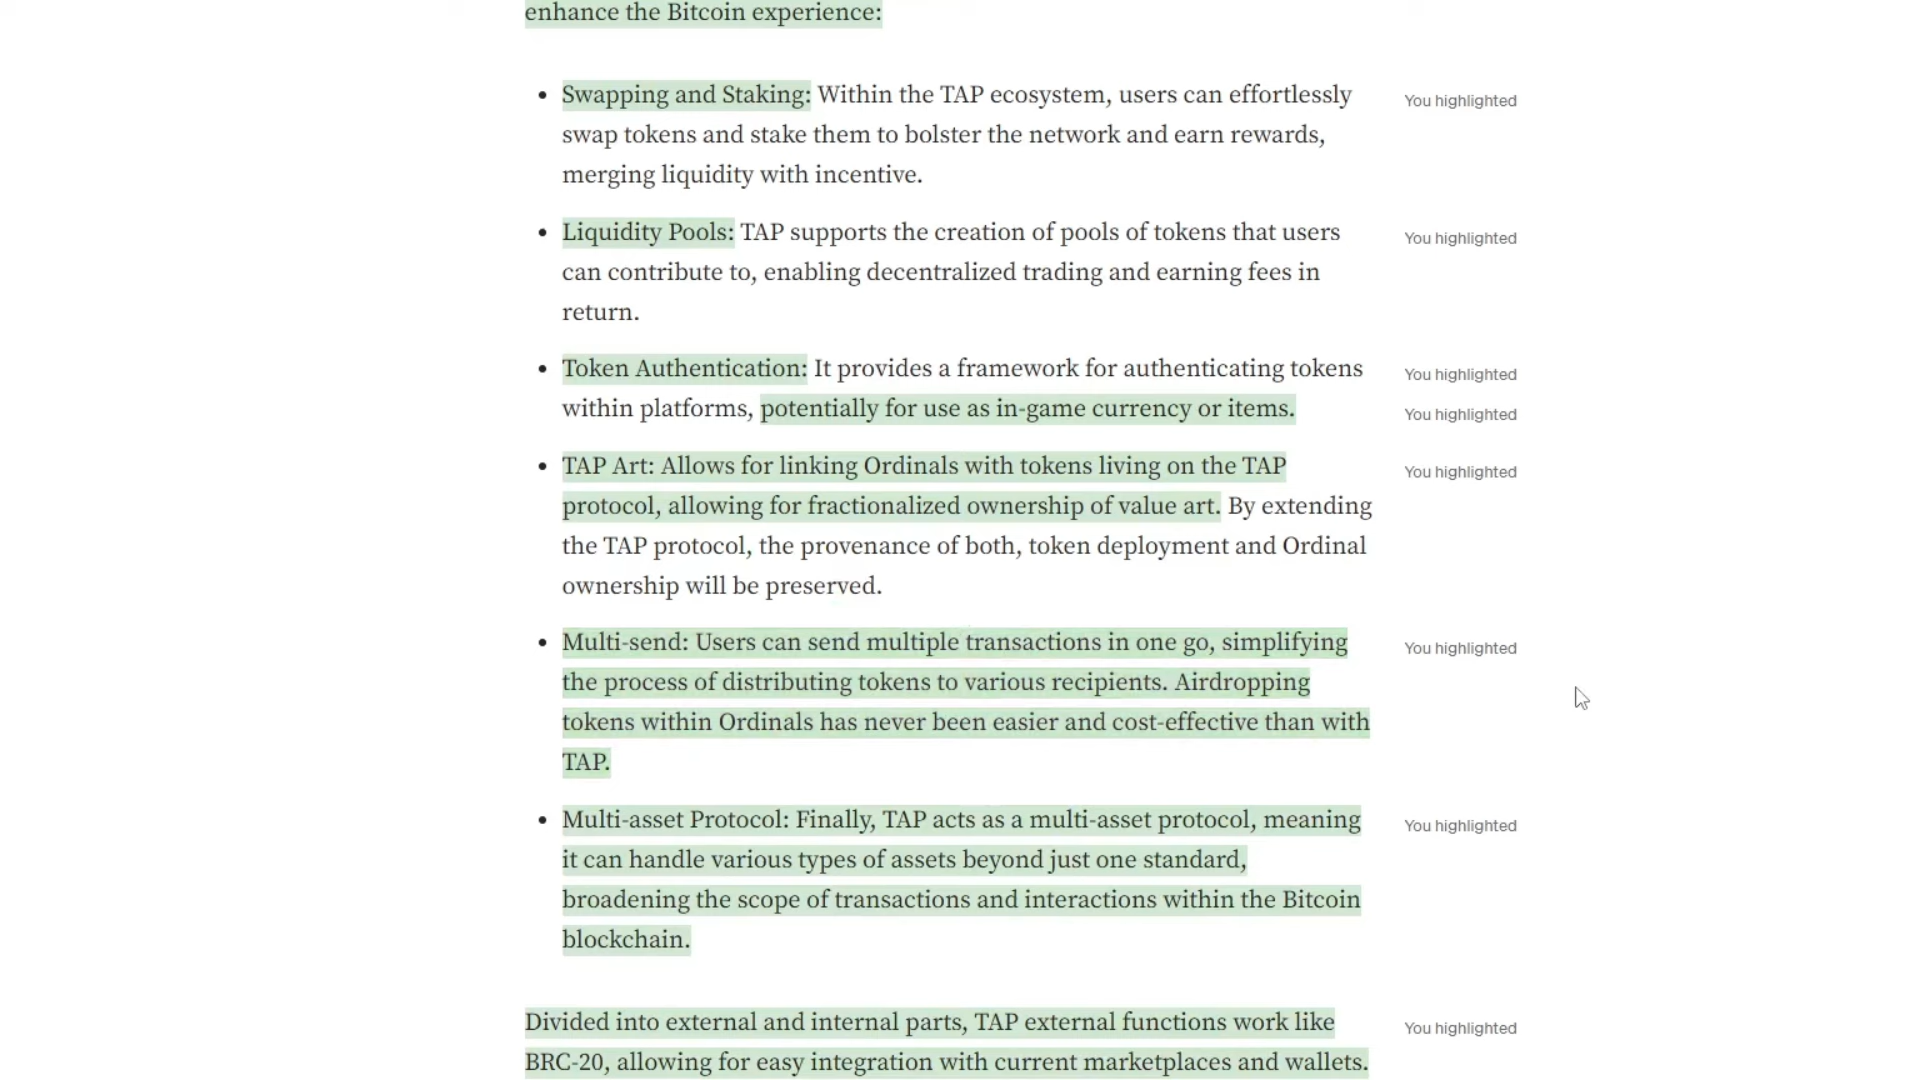 enhance the Bitcoin experience:
• Swapping and Staking: Within the TAP ecosystem, users can effortlessly
You highlighted
swap tokens and stake them to bolster the network and earn rewards,
merging liquidity with incentive.
• Liquidity Pools: TAP supports the creation of pools of tokens that users
You highlighted
can contribute to, enabling decentralized trading and earning fees in
return.
• Token Authentication: It provides a framework for authenticating tokens
You highlighted
within platforms, potentially for use as in-game currency or items.
You highlighted
• TAP Art: Allows for linking Ordinals with tokens living on the TAP
You highlighted
protocol, allowing for fractionalized ownership of value art. By extending
the TAP protocol, the provenance of both, token deployment and Ordinal
ownership will be preserved.
• Multi-send: Users can send multiple transactions in one go, simplifying
You highlighted
the process of distributing tokens to various recipients. Airdropping
tokens within Ordinals has never been easier and cost-effective than with
TAP.
• Multi-asset Protocol: Finally, TAP acts as a multi-asset protocol, meaning
You highlighted
it can handle various types of assets beyond just one standard,
broadening the scope of transactions and interactions within the Bitcoin
blockchain.
Divided into external and internal parts, TAP external functions work like
You highlighted
BRC-20, allowing for easy integration with current marketplaces and wallets.